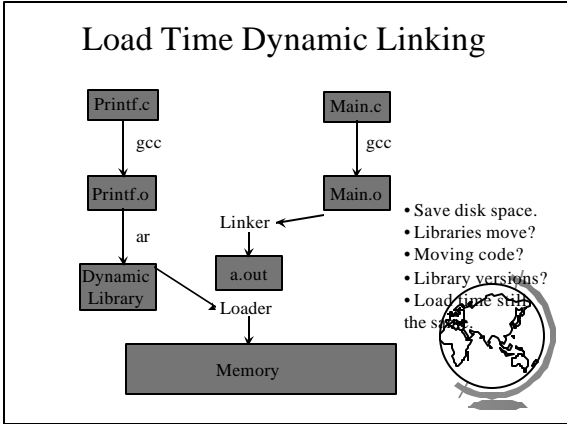 Load Time Dynamic Linking
Printf.c
Main.c
gcc
gcc
Printf.o
Main.o
Linker
ar
a.out
Dynamic
Library
Loader
Memory
• Save disk space.
• Libraries move?
• Moving code?
• Library versions?
• Load time still
the same.